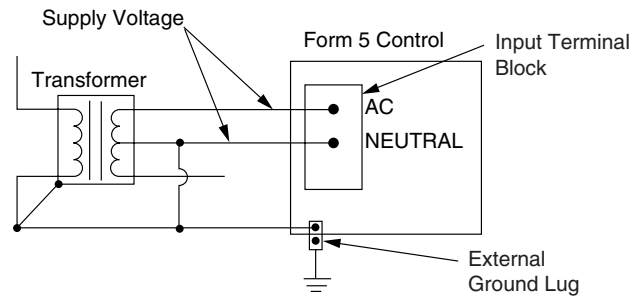 Supply Voltage
Form 5 Control
Input Terminal
Block
Transformer
AC
NEUTRAL
External
Ground Lug